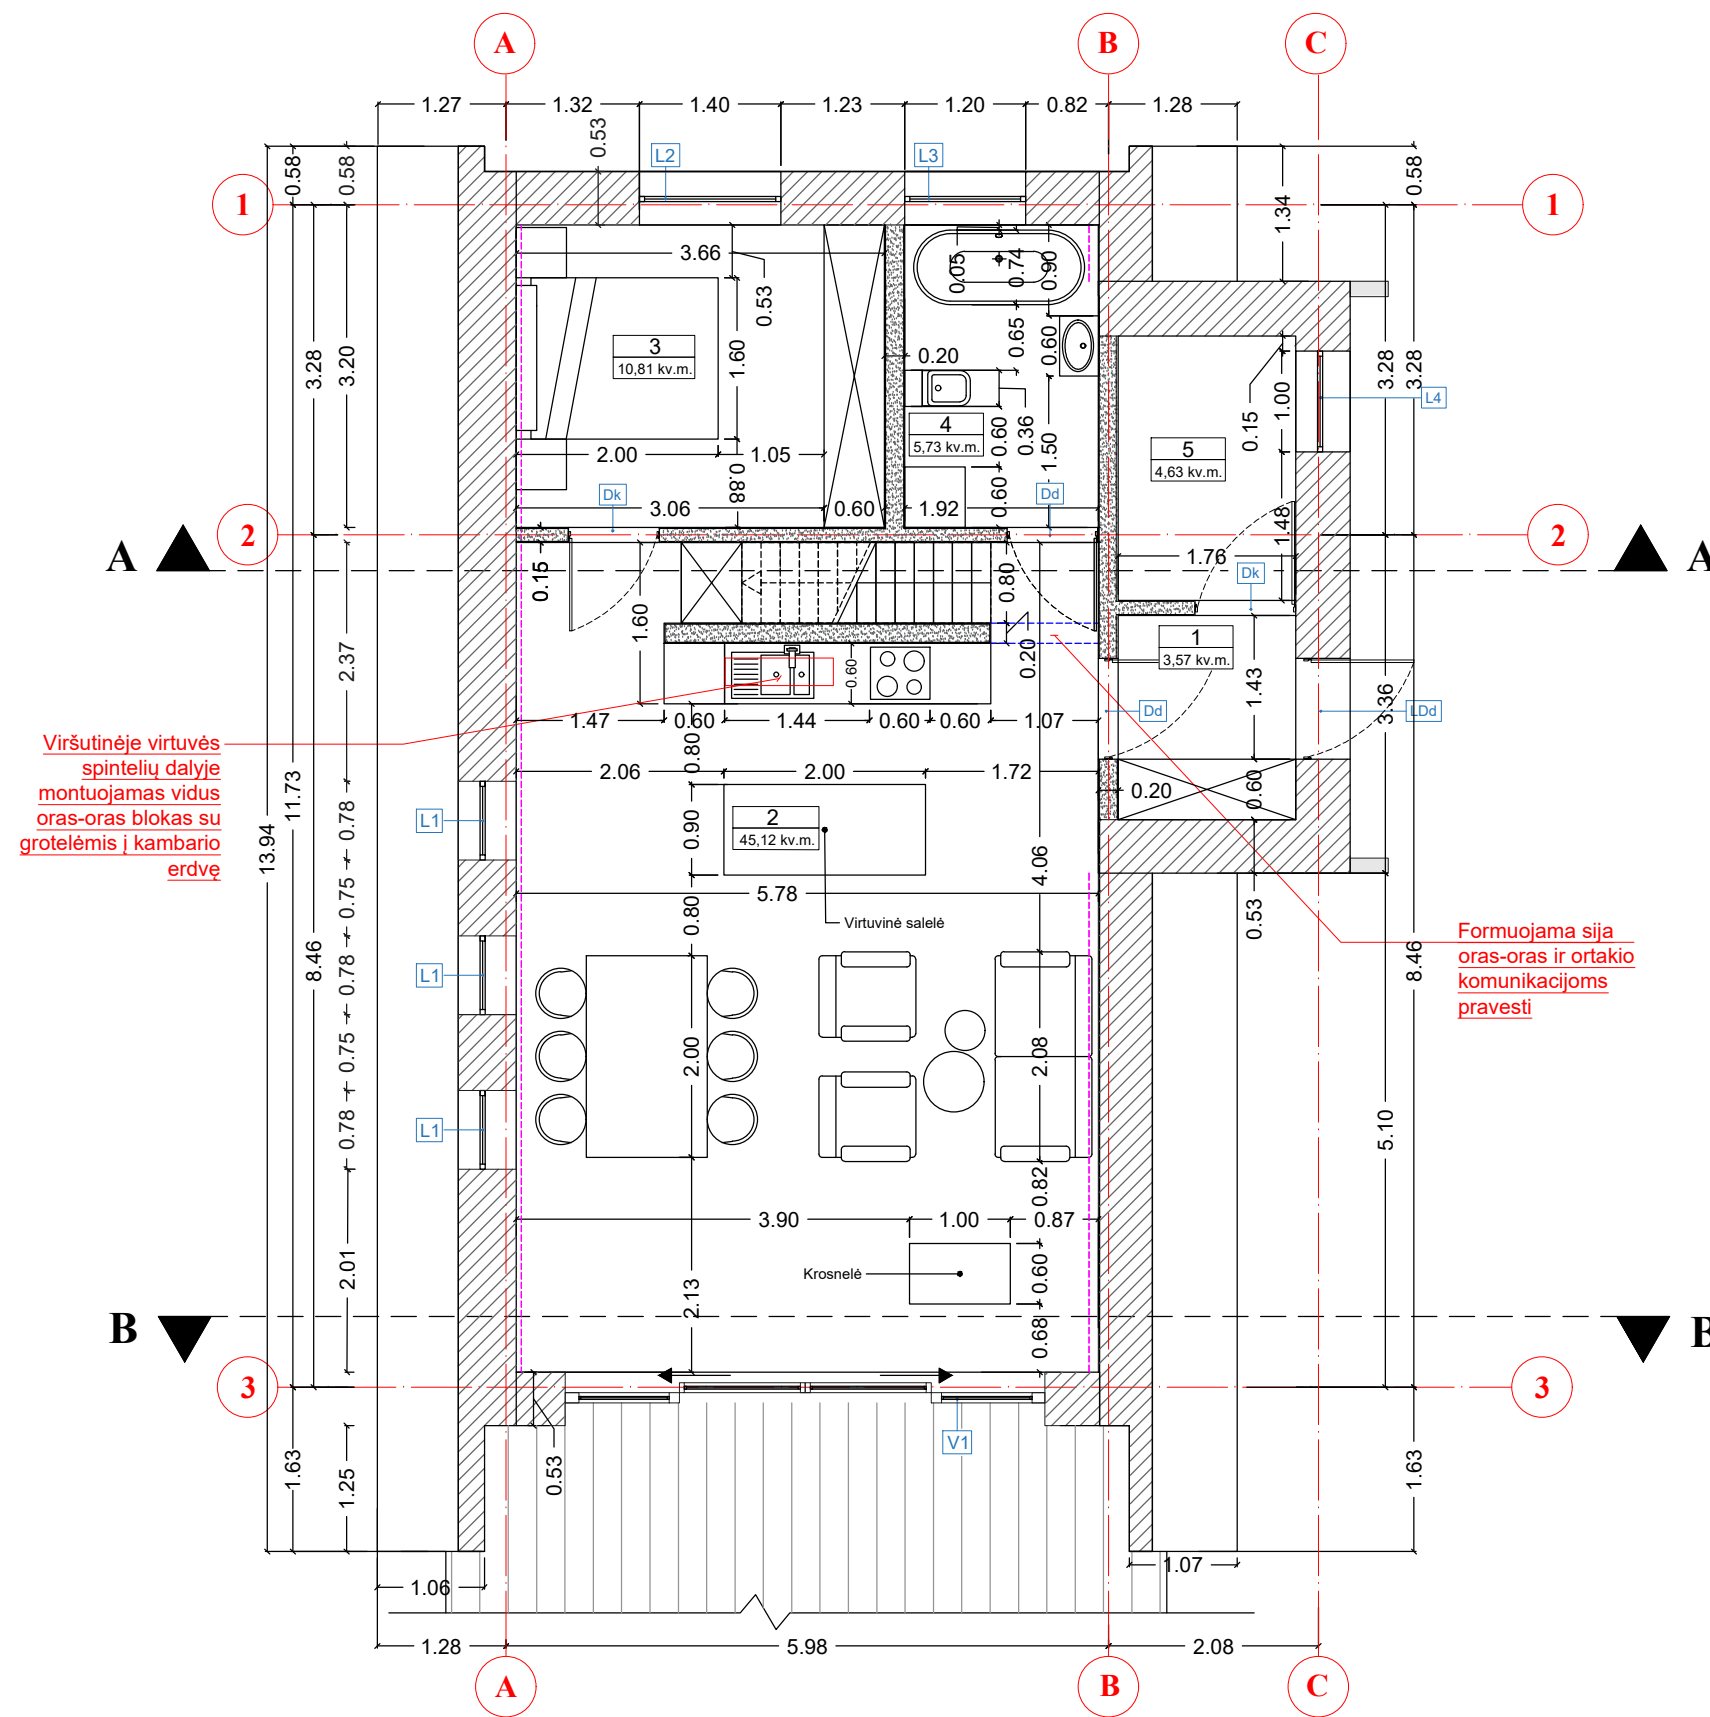 A
B
C
1.27
1.32
1.40
1.23
1.20
0.82
1.28
0.58
0.58
0.53
L2
L3
1.34
0.58
1
1
3.66
0.53
0.05
0.74
0.90
3
10,81 kv.m.
1.60
0.20
0.65
0.60
3.28
3.20
3.28
3.28
1.00
0.15
L4
4
5,73 kv.m.
0.60
0.36
1.50
5
4,63 kv.m.
2.00
1.05
0.88
Dk
Dd
3.06
0.60
1.92
0.60
1.48
2
2
A
A
0.15
1.60
0.80
0.20
1.76
Dk
1
3,57 kv.m.
1.43
3.36
2.37
0.60
Dd
LDd
1.47
0.60
1.44
0.60
0.60
1.07
Viršutinėje virtuvės
spintelių dalyje
montuojamas vidus
oras-oras blokas su
grotelėmis į kambario
erdvę
0.80
2.06
2.00
1.72
0.20
0.60
13.94
11.73
8.46
0.78
L1
0.90
2
45,12 kv.m.
4.06
5.78
0.75
0.80
Virtuvinė salelė
0.53
Formuojama sija
oras-oras ir ortakio
komunikacijoms
pravesti
8.46
0.78
L1
0.75
2.00
2.08
0.78
L1
5.10
0.82
3.90
1.00
0.87
2.01
Krosnelė
0.60
2.13
0.68
B
B
3
3
0.53
V1
1.63
1.25
1.63
1.06
1.07
1.28
5.98
2.08
A
B
C